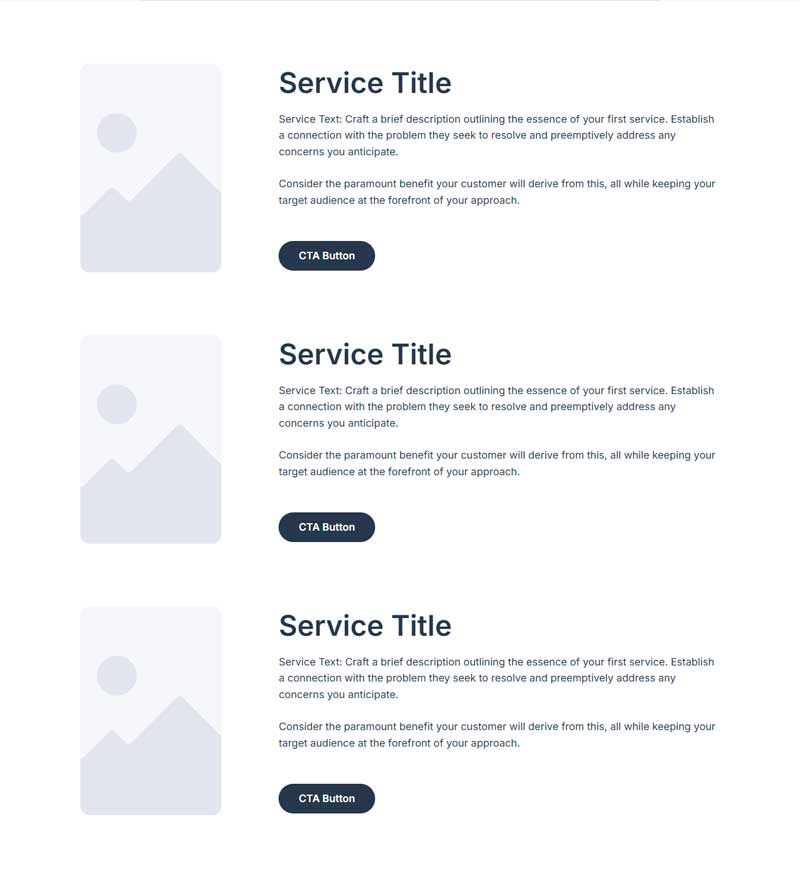 Service Title
Service Text: Craft a brief description outlining the essence of your first service. Establish
a connection with the problem they seek to resolve and preemptively address any
concerns you anticipate.
Consider the paramount benefit your customer will derive from this, all while keeping your
target audience at the forefront of your approach.
CTA Button
Service Title
Service Text: Craft a brief description outlining the essence of your first service. Establish
a connection with the problem they seek to resolve and preemptively address any
concerns you anticipate.
Consider the paramount benefit your customer will derive from this, all while keeping your
target audience at the forefront of your approach.
CTA Button
Service Title
Service Text: Craft a brief description outlining the essence of your first service. Establish
a connection with the problem they seek to resolve and preemptively address any
concerns you anticipate.
Consider the paramount benefit your customer will derive from this, all while keeping your
target audience at the forefront of your approach.
CTA Button